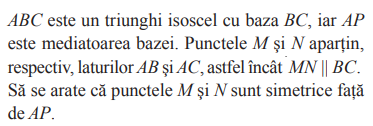 ABC este un triunghi isoscel cu baza BC, iar AP
este mediatoarea bazei. Punctele M și N aparțin,
respectiv, laturilor AB și AC, astfel încât MN || BC.
Să se arate că punctele M și N sunt simetrice față
de AP.